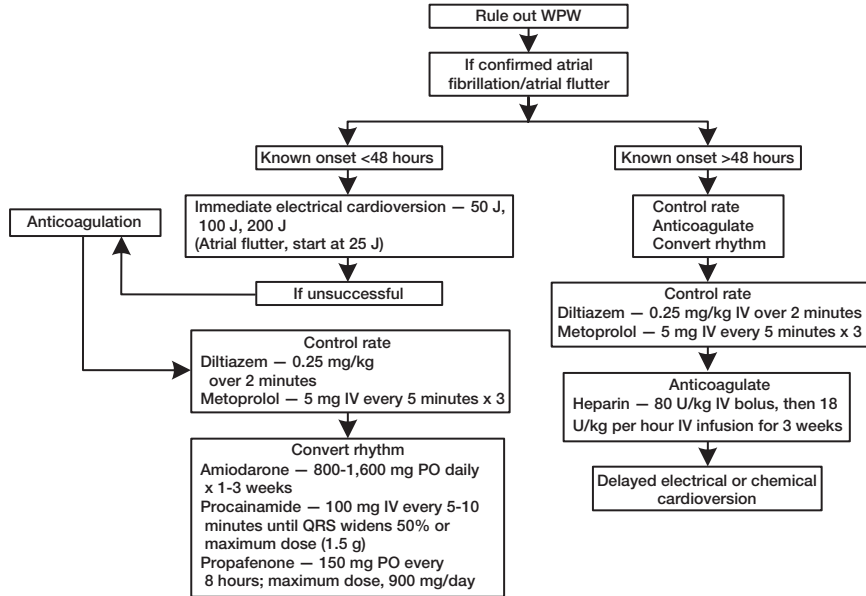 Rule out WPW
If confirmed atrial
fibrillation/atrial flutter
Known onset <48 hours
Immediate electrical cardioversion — 50 J,
100 J, 200 J
(Atrial flutter, start at 25 J)
If unsuccessful
Anticoagulation
Control rate
Diltiazem — 0.25 mg/kg
over 2 minutes
Metoprolol — 5 mg IV every 5 minutes x 3
Convert rhythm
Amiodarone — 800-1,600 mg PO daily
x 1-3 weeks
Procainamide — 100 mg IV every 5-10
minutes until QRS widens 50% or
maximum dose (1.5 g)
Propafenone — 150 mg PO every
8 hours; maximum dose, 900 mg/day
Known onset >48 hours
Control rate
Anticoagulate
Convert rhythm
Control rate
Diltiazem — 0.25 mg/kg IV over 2 minutes
Metoprolol — 5 mg IV every 5 minutes x 3
Anticoagulate
Heparin — 80 U/kg IV bolus, then 18
U/kg per hour IV infusion for 3 weeks
Delayed electrical or chemical
cardioversion